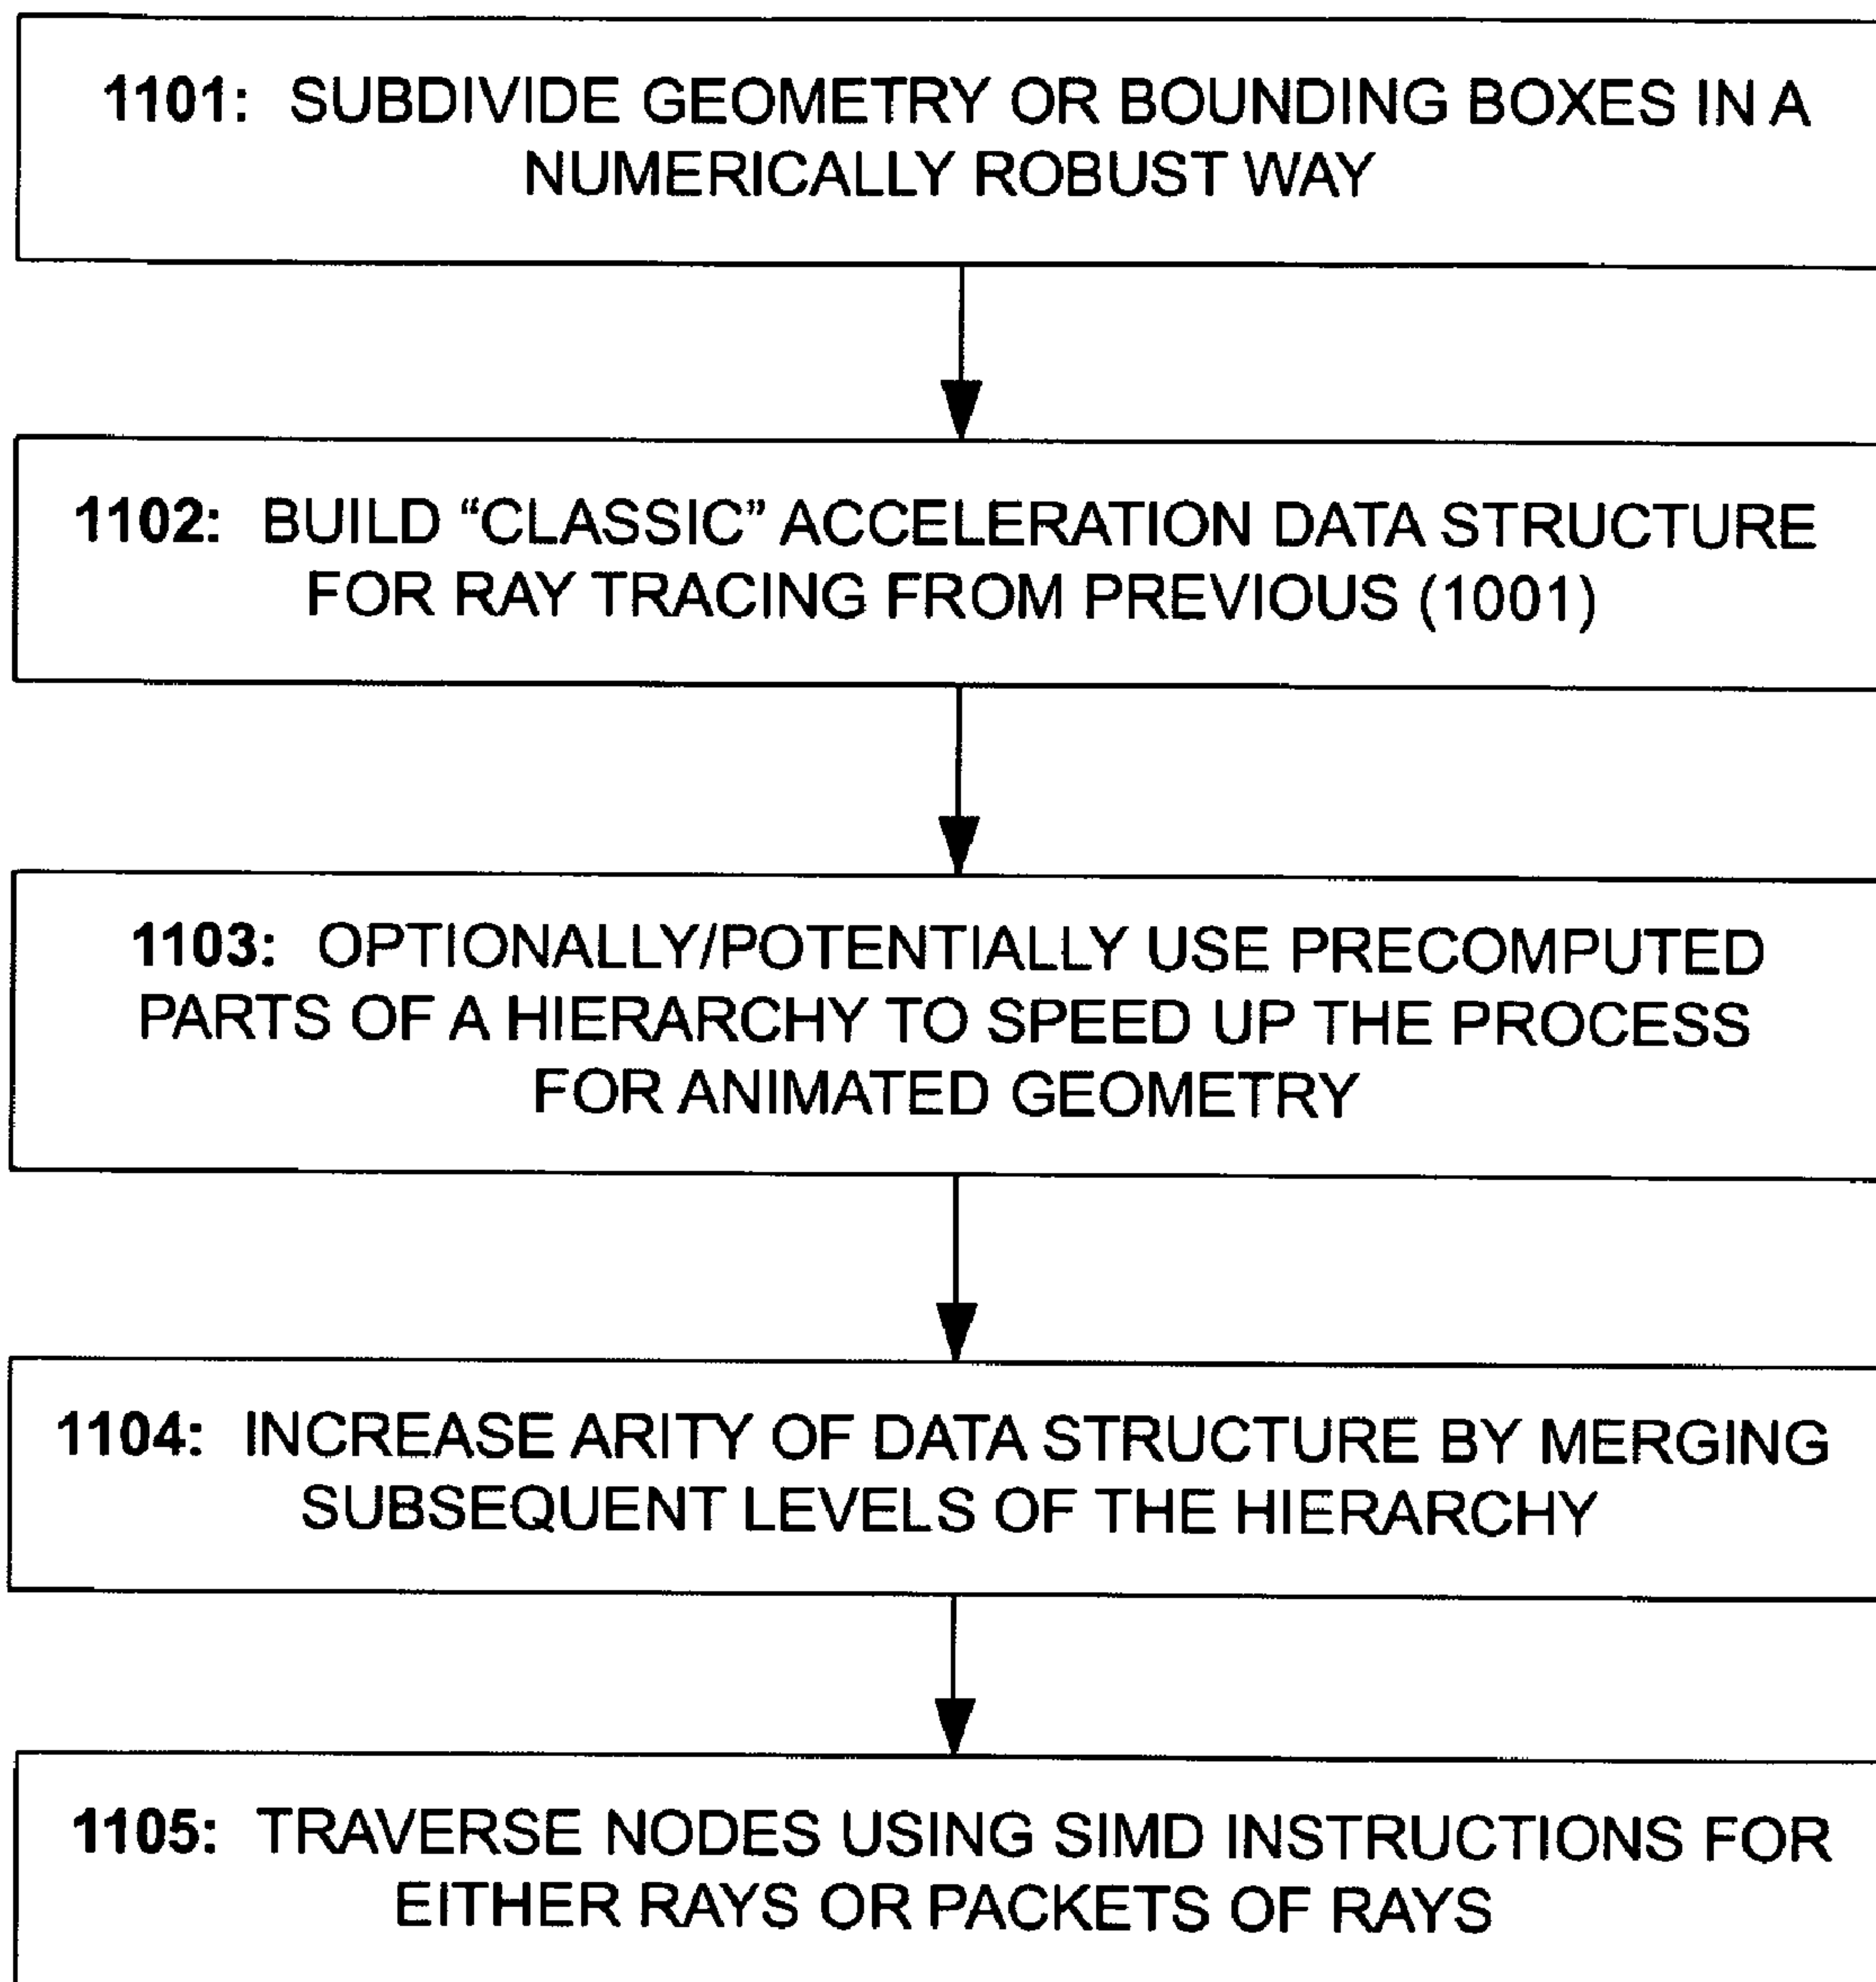 1101: SUBDIVIDE GEOMETRY OR BOUNDING BOXES IN A
NUMERICALLY ROBUST WAY
1102: BUILD “CLASSIC” ACCELERATION DATA STRUCTURE
FOR RAY TRACING FROM PREVIOUS (1001)
1103: OPTIONALLY/POTENTIALLY USE PRECOMPUTED
PARTS OF A HIERARCHY TO SPEED UP THE PROCESS
FOR ANIMATED GEOMETRY
1104: INCREASE ARITY OF DATA STRUCTURE BY MERGING
SUBSEQUENT LEVELS OF THE HIERARCHY
1105: TRAVERSE NODES USING SIMD INSTRUCTIONS FOR
EITHER RAYS OR PACKETS OF RAYS